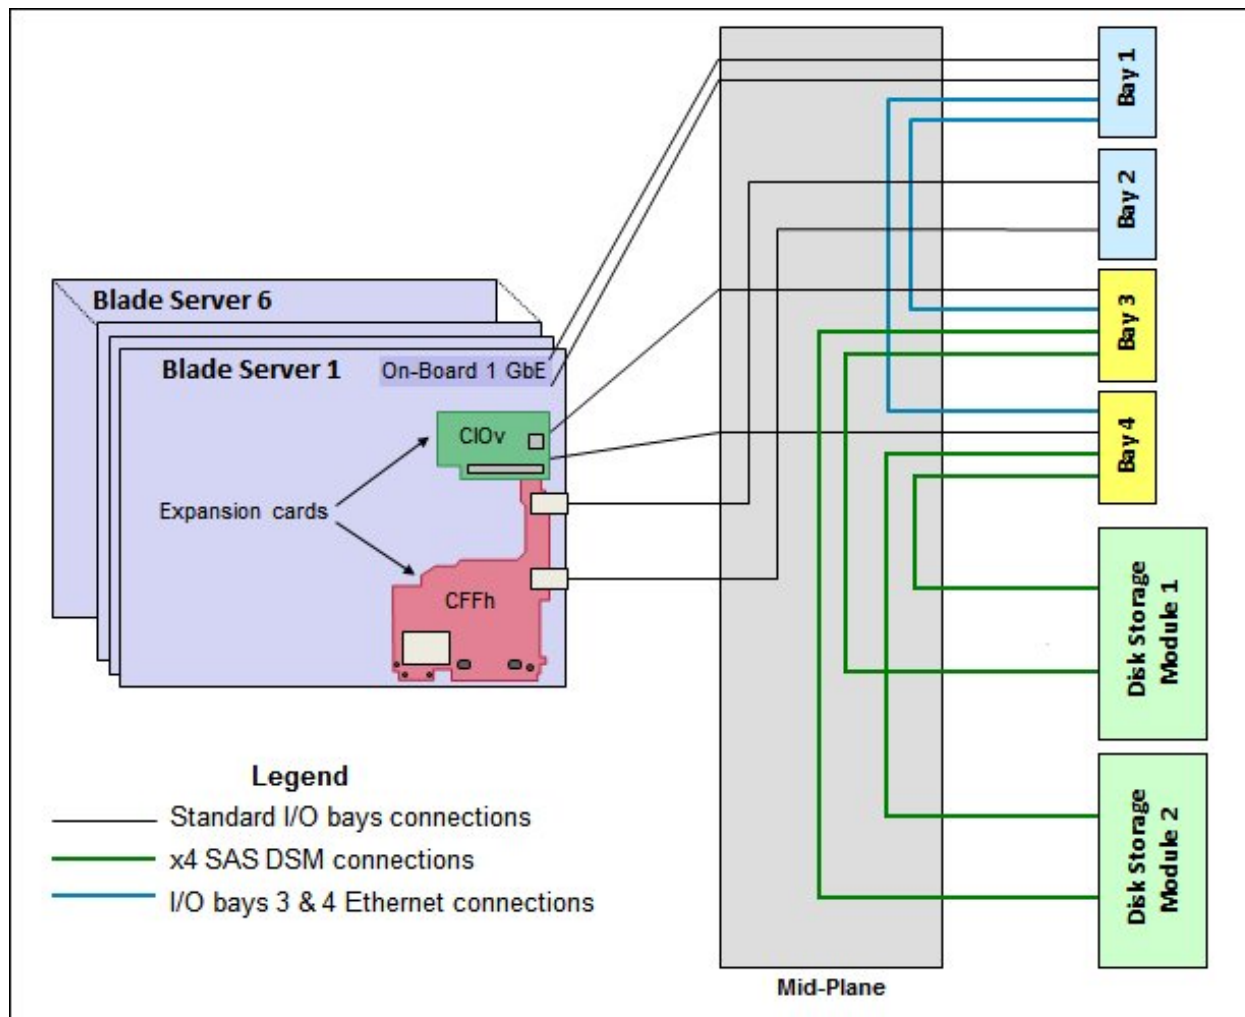 Blade Server 6
Blade Server 1
On-Board 1 GbE
CIOv
Expansion cards
CFFh
Legend
Standard I/O bays connections
x4 SAS DSM connections
I/O bays 3 & 4 Ethernet connections
Mid-Plane
Bay 1
Bay 2
Bay 3
Bay 4
Disk Storage
Module 1
Disk Storage
Module 2